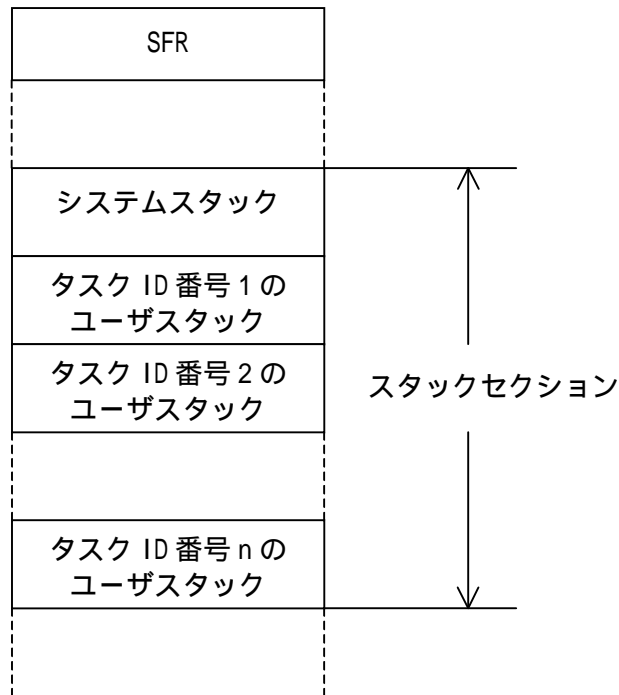 SFR
システムスタック
タスク ID 番号 1 の
ユーザスタック
タスク ID 番号 2 の
ユーザスタック
スタックセクション
タスク ID 番号 n の
ユーザスタック